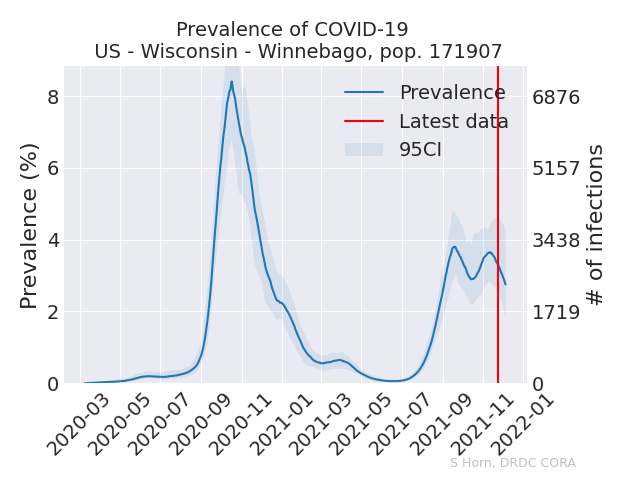 Prevalence of COVID-19
US - Wisconsin - Winnebago, pop. 171907
Prevalence
Latest data
95CI
Prevalence (%)
8
6
4
2
0
6876
5157
3438
1719
0
# of infections
2020-03
2020-05
2020-07
2020-09
2020-11
2021-01
2021-03
2021-05
2021-07
2021-09
2021-11
2022-01
S Horn, DRDC CORA